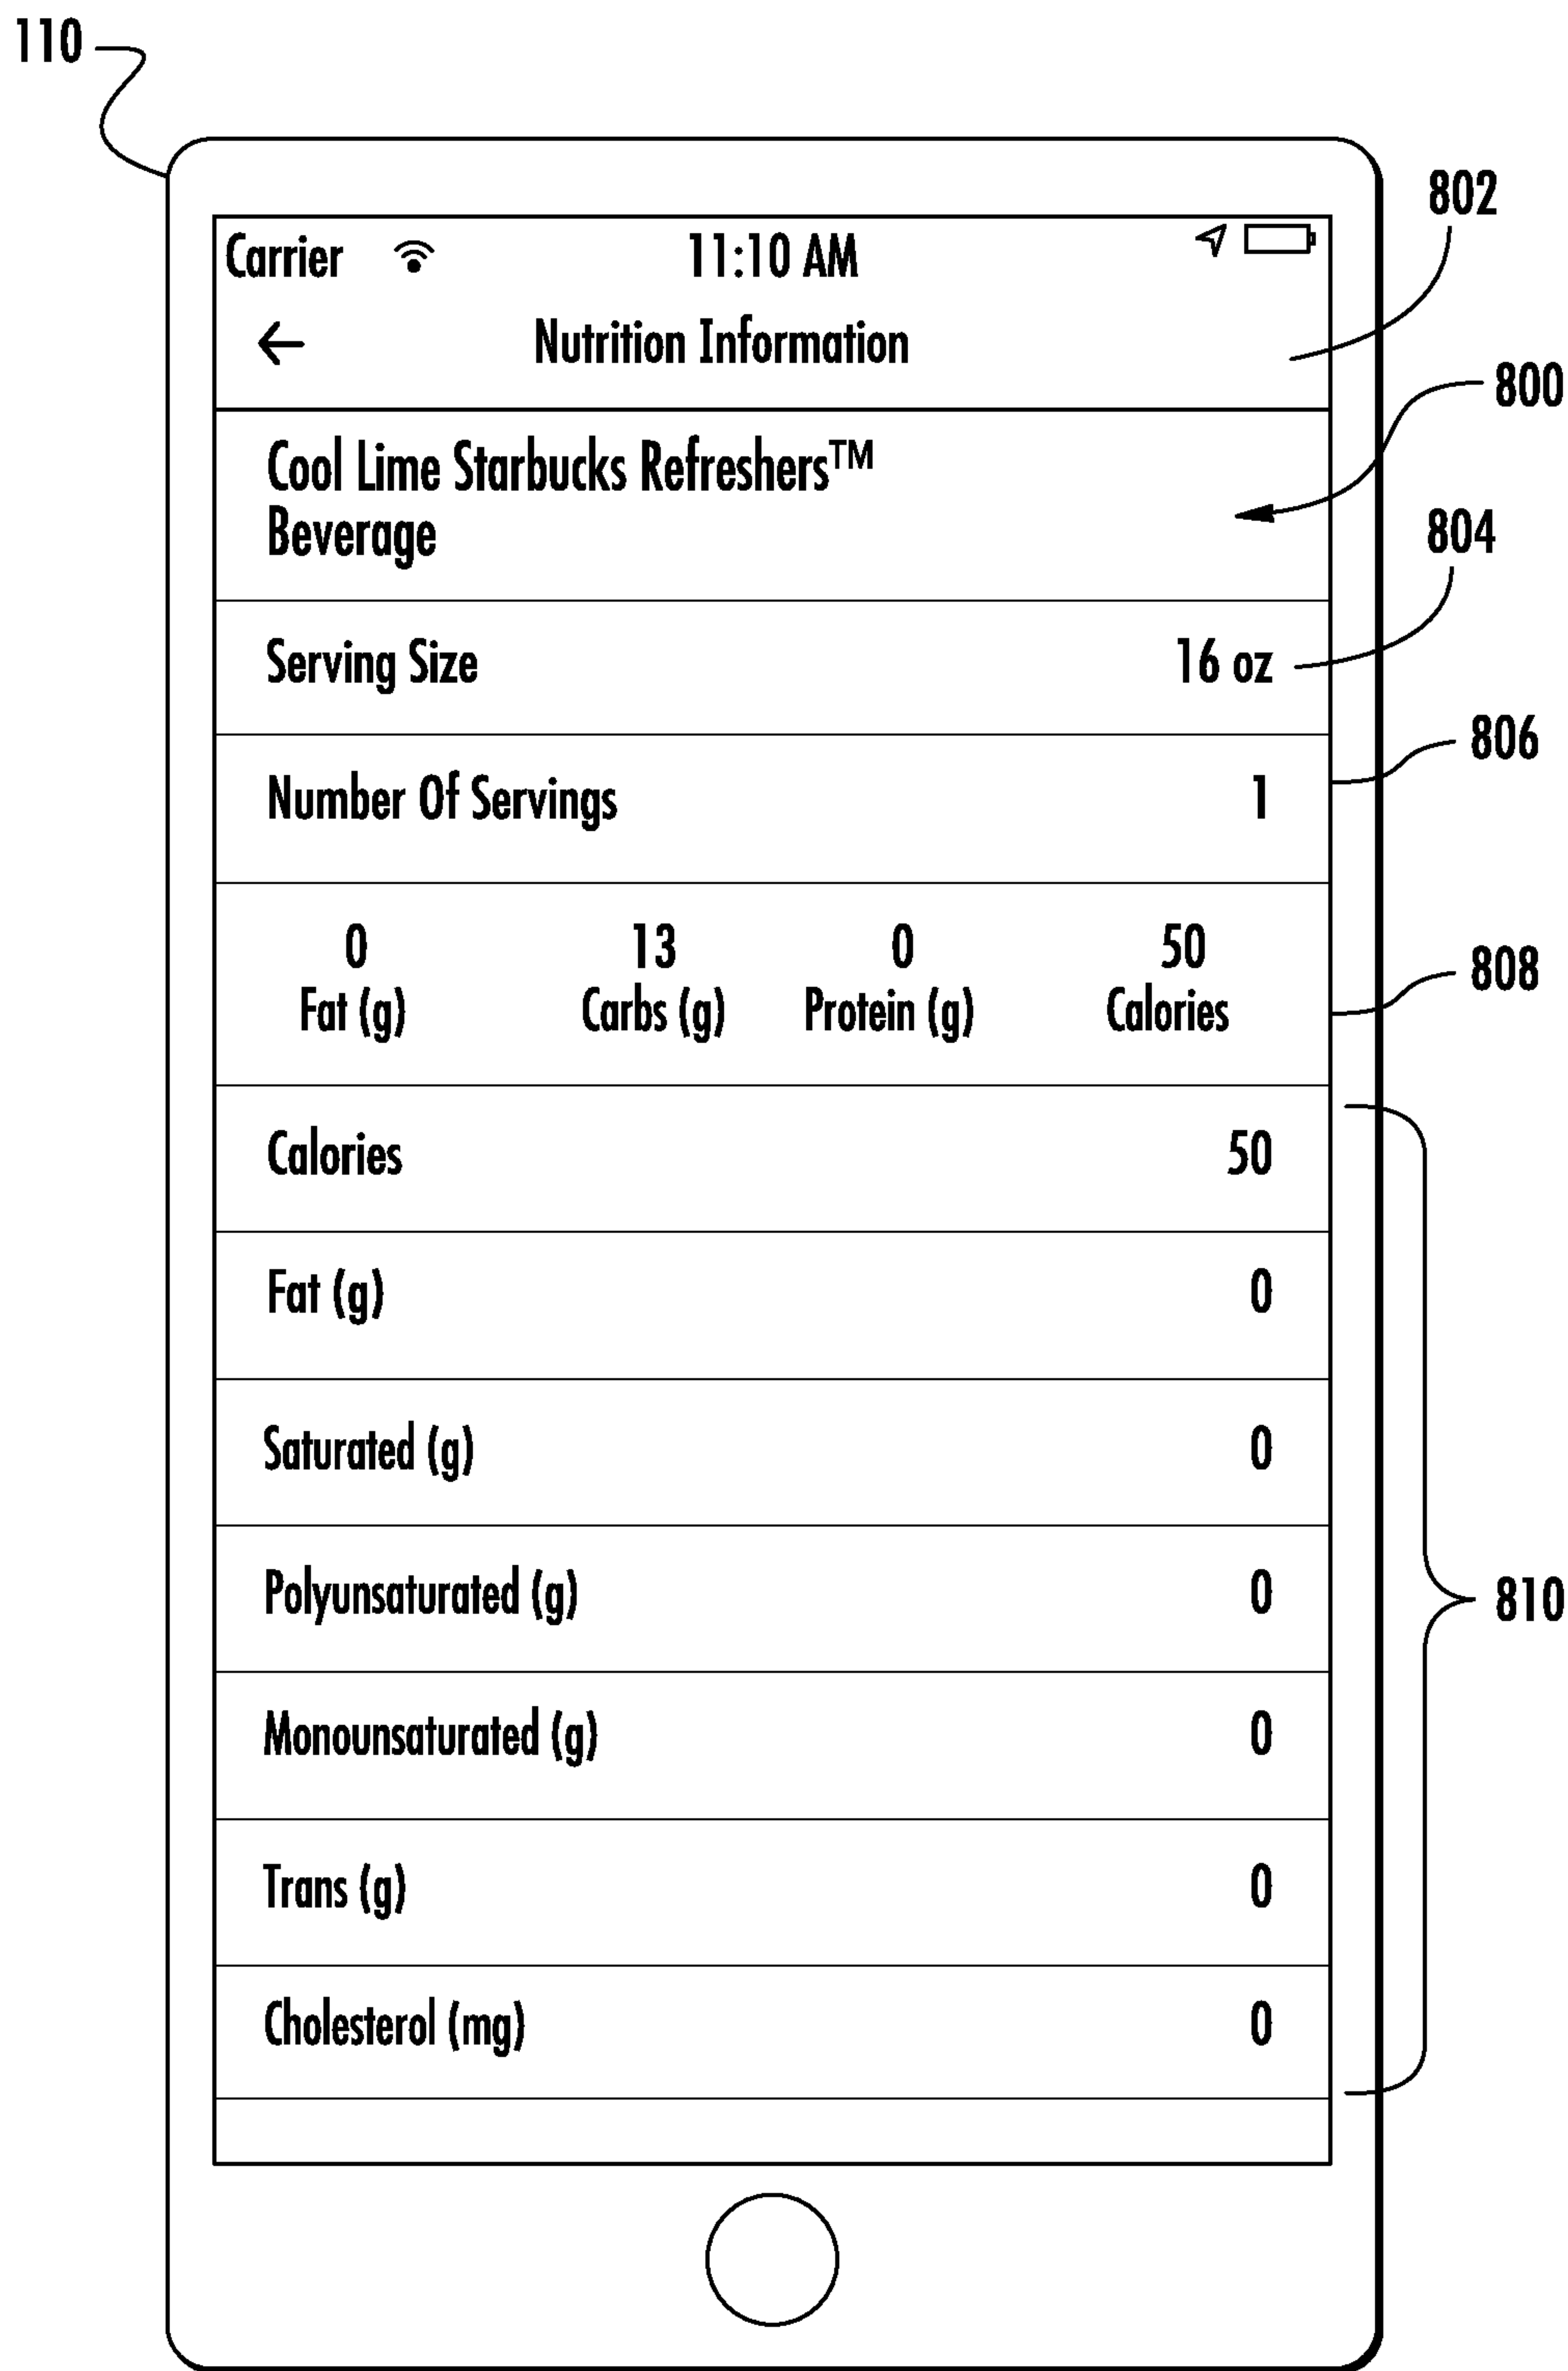 110
802
Carrier 11:10 AM
Nutrition Information
800
Cool Lime Starbucks Refreshers™
Beverage
804
Serving Size 16 oz
806
Number Of Servings 1
0 13 0 50
808
Fat (g) Carbs (g) Protein (g) Calories
Calories 50
Fat (g) 0
Saturated (g) 0
Polyunsaturated (g) 0
810
Monounsaturated (g) 0
Trans (g) 0
Cholesterol (mg) 0